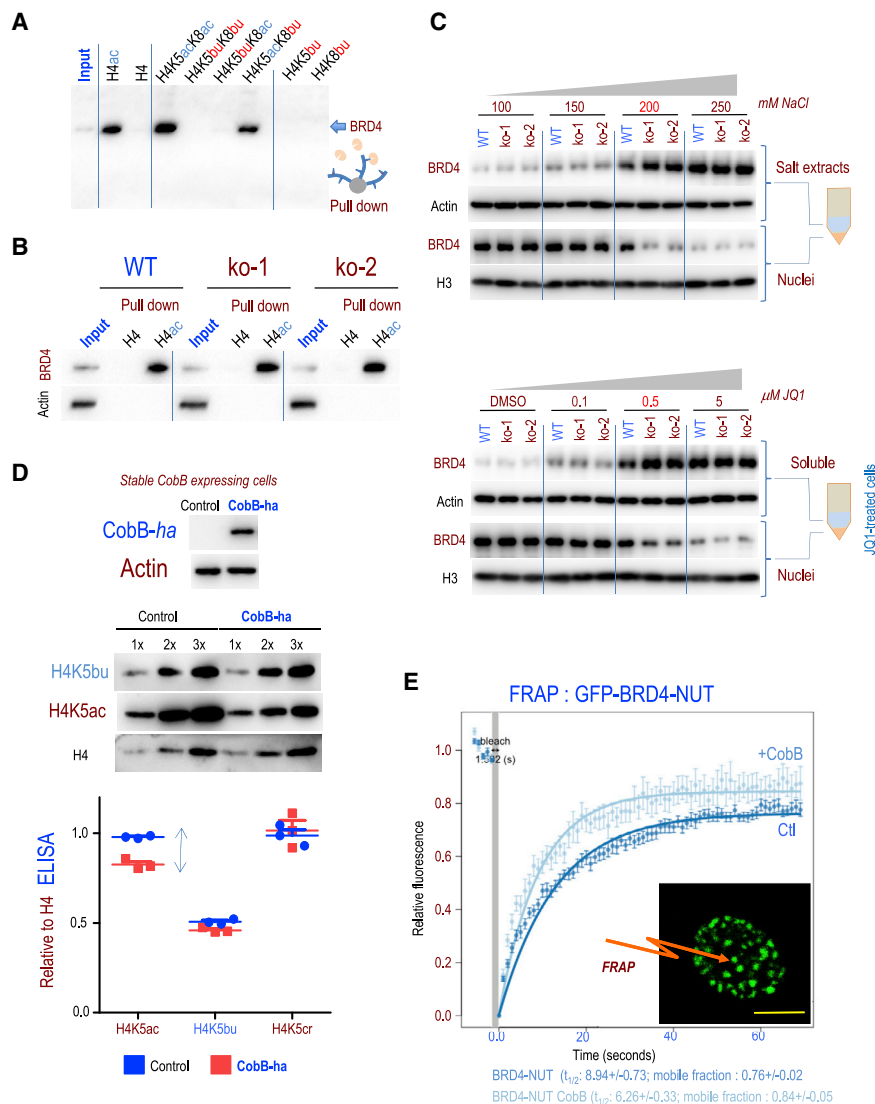 A
Input
H4ac
H4
H4K5acK8ac
H4K5buK8bu
H4K5buK8ac
H4K5acK8bu
H4K5bu
H4K8bu
BRD4
Pull down
B
WT
ko-1
ko-2
Pull down
Pull down
Pull down
Input
H4
H4ac
Input
H4
H4ac
Input
H4
H4ac
BRD4
Actin
C
100
150
200
250
mM NaCl
WT
ko-1
ko-2
WT
ko-1
ko-2
WT
ko-1
ko-2
WT
ko-1
ko-2
BRD4
Salt extracts
Actin
BRD4
H3
Nuclei
DMSO
0.1
0.5
5
µM JQ1
WT
ko-1
ko-2
WT
ko-1
ko-2
WT
ko-1
ko-2
WT
ko-1
ko-2
BRD4
Soluble
Actin
BRD4
H3
Nuclei
JQ1-treated cells
D
Stable CobB expressing cells
Control
CobB-ha
CobB-ha
Actin
Control
CobB-ha
1x
2x
3x
1x
2x
3x
H4K5bu
H4K5ac
H4
Relative to H4 ELISA
1.0
0.5
0.0
H4K5ac
H4K5bu
H4K5cr
Control
CobB-ha
E
FRAP : GFP-BRD4-NUT
bleach
+CobB
Ctl
Relative fluorescence
1.0
0.8
0.6
0.4
0.2
0.0
FRAP
0.0
20
40
60
Time (seconds)
BRD4-NUT (t1/2: 8.94+/-0.73; mobile fraction : 0.76+/-0.02
BRD4-NUT CobB (t1/2: 6.26+/-0.33; mobile fraction : 0.84+/-0.05